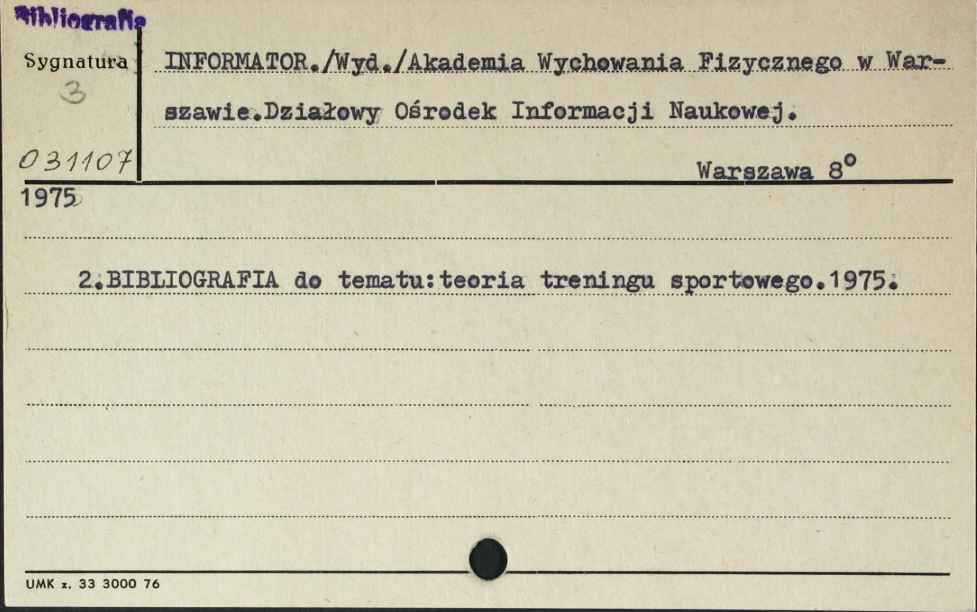 Bibliografia
Sygnatura
3
031107
INFORMATOR./Wyd./Akademia Wychowania Fizycznego w War-
szawie.Działowy Ośrodek Informacji Naukowej.
Warszawa 8°
1975
2.BIBLIOGRAFIA do tematu:teoria treningu sportowego.1975.
UMK z. 33 3000 76